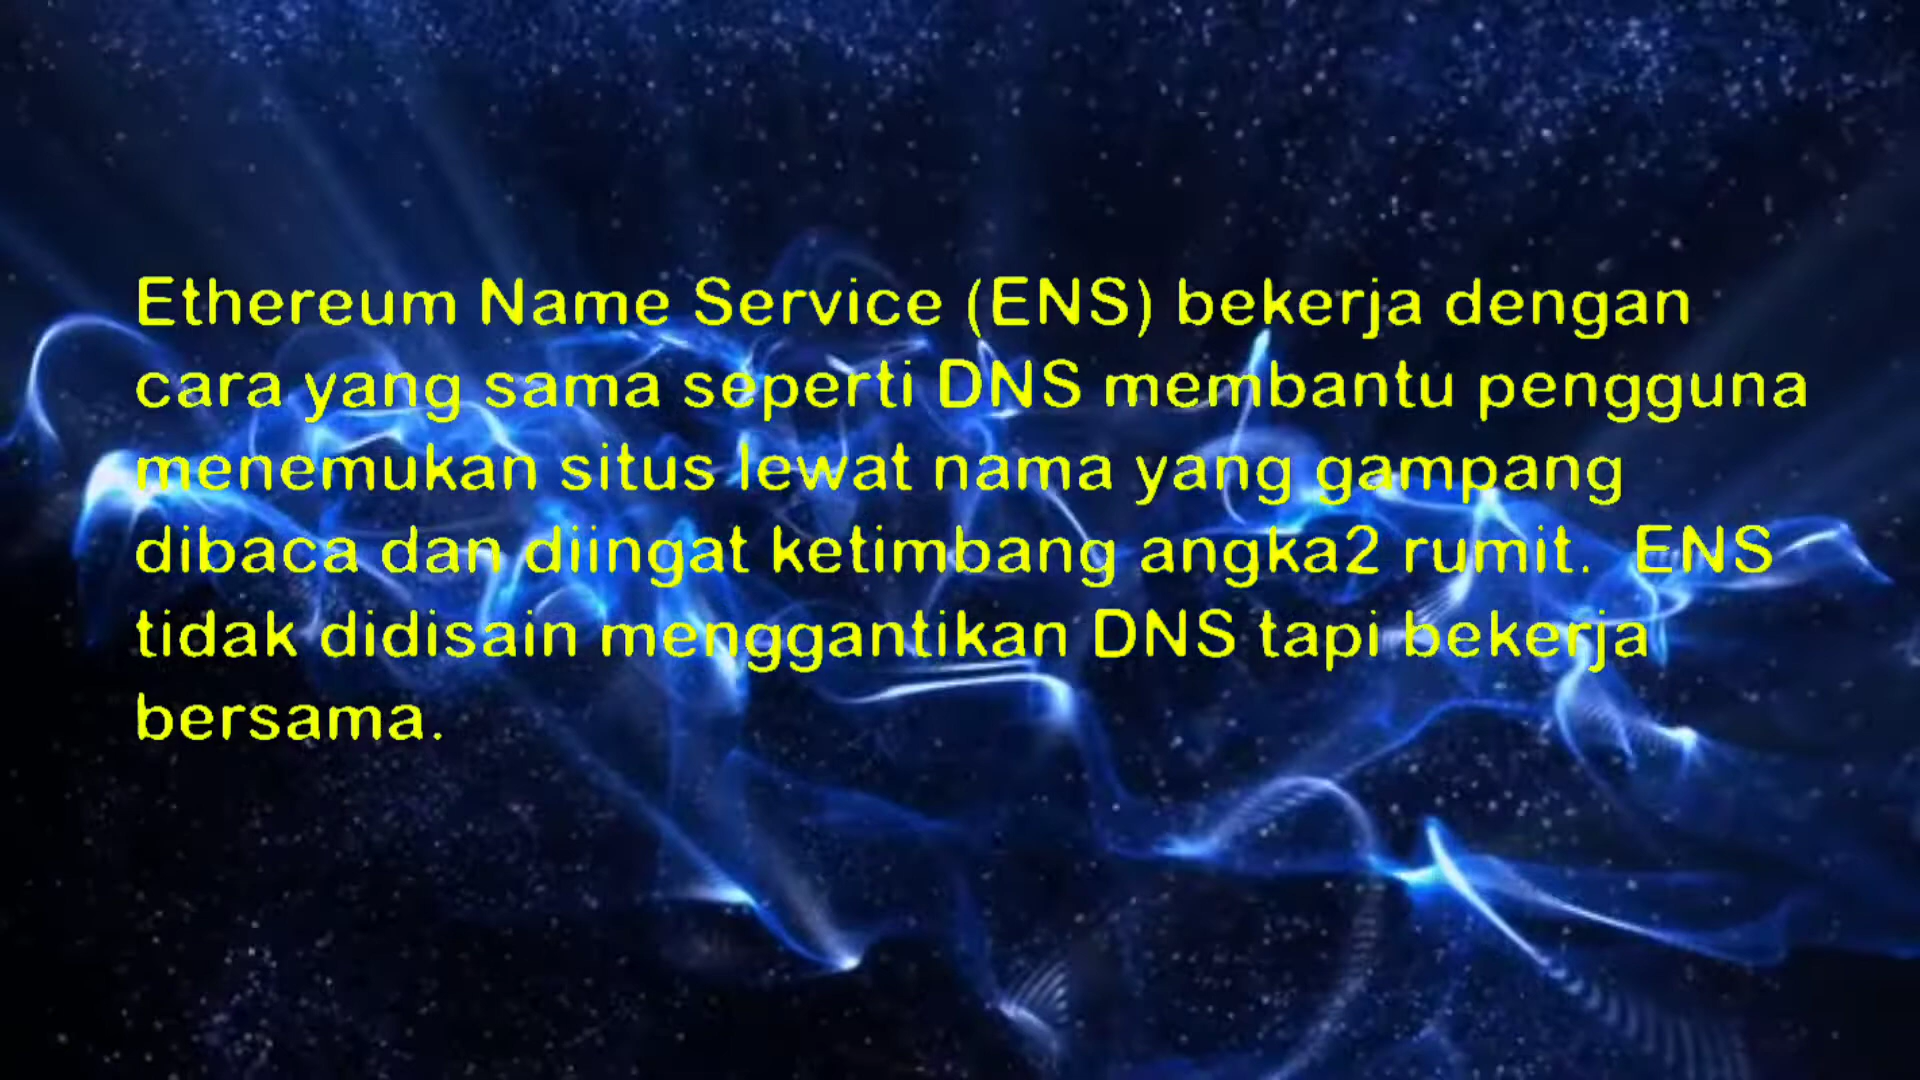 Ethereum Name Service (ENS) bekerja dengan
cara yang sama seperti DNS membantu pengguna
menemukan situs lewat nama yang gampang
dibaca dan diingat ketimbang angka2 rumit.  ENS
tidak didisain menggantikan DNS tapi bekerja
bersama.